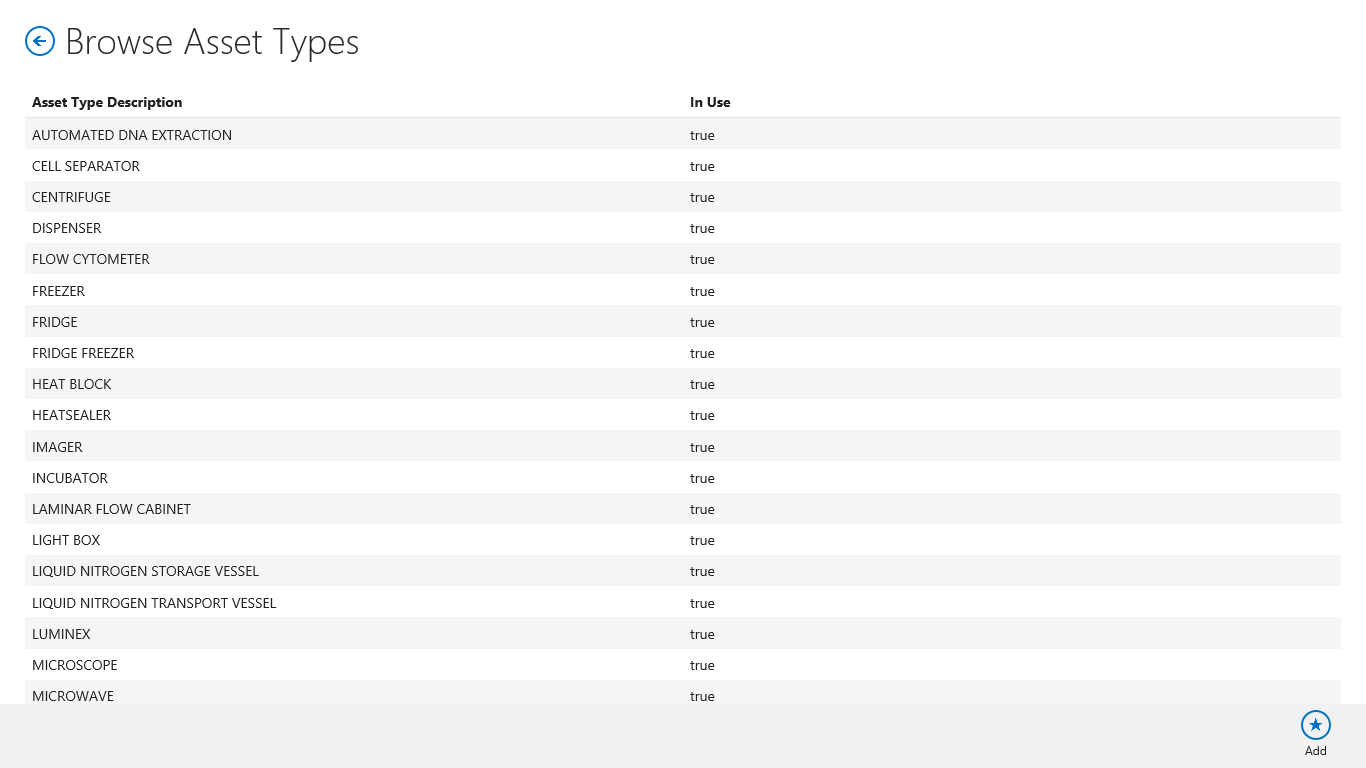 Browse Asset Types
Asset Type Description In Use
AUTOMATED DNA EXTRACTION true
CELL SEPARATOR true
CENTRIFUGE true
DISPENSER true
FLOW CYTOMETER true
FREEZER true
FRIDGE true
FRIDGE FREEZER true
HEAT BLOCK true
HEATSEALER true
IMAGER true
INCUBATOR true
LAMINAR FLOW CABINET true
LIGHT BOX true
LIQUID NITROGEN STORAGE VESSEL true
LIQUID NITROGEN TRANSPORT VESSEL true
LUMINEX true
MICROSCOPE true
MICROWAVE true
Add